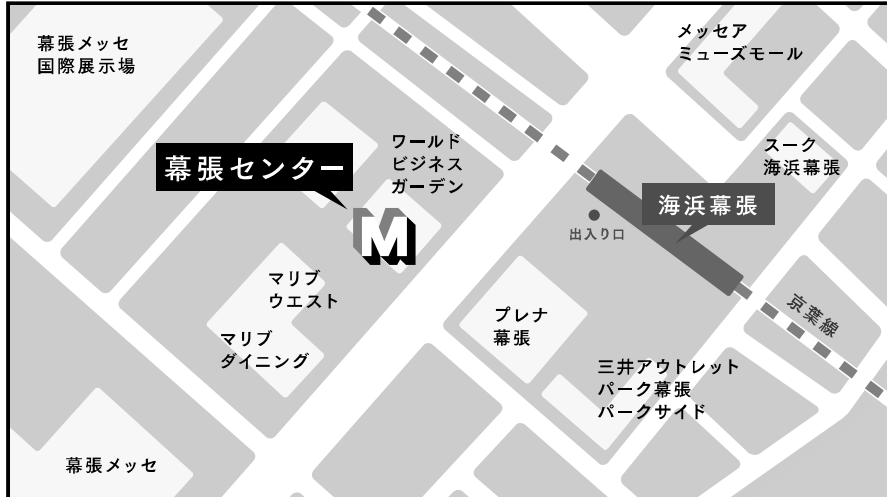 幕張メッセ
国際展示場
メッセア
ミューズモール
ワールド
ビジネス
ガーデン
スーク
海浜幕張
幕張センター
海浜幕張
M
出入り口
マリブ
ウエスト
マリブ
ダイニング
プレナ
幕張
京葉線
三井アウトレット
パーク幕張
パークサイド
幕張メッセ